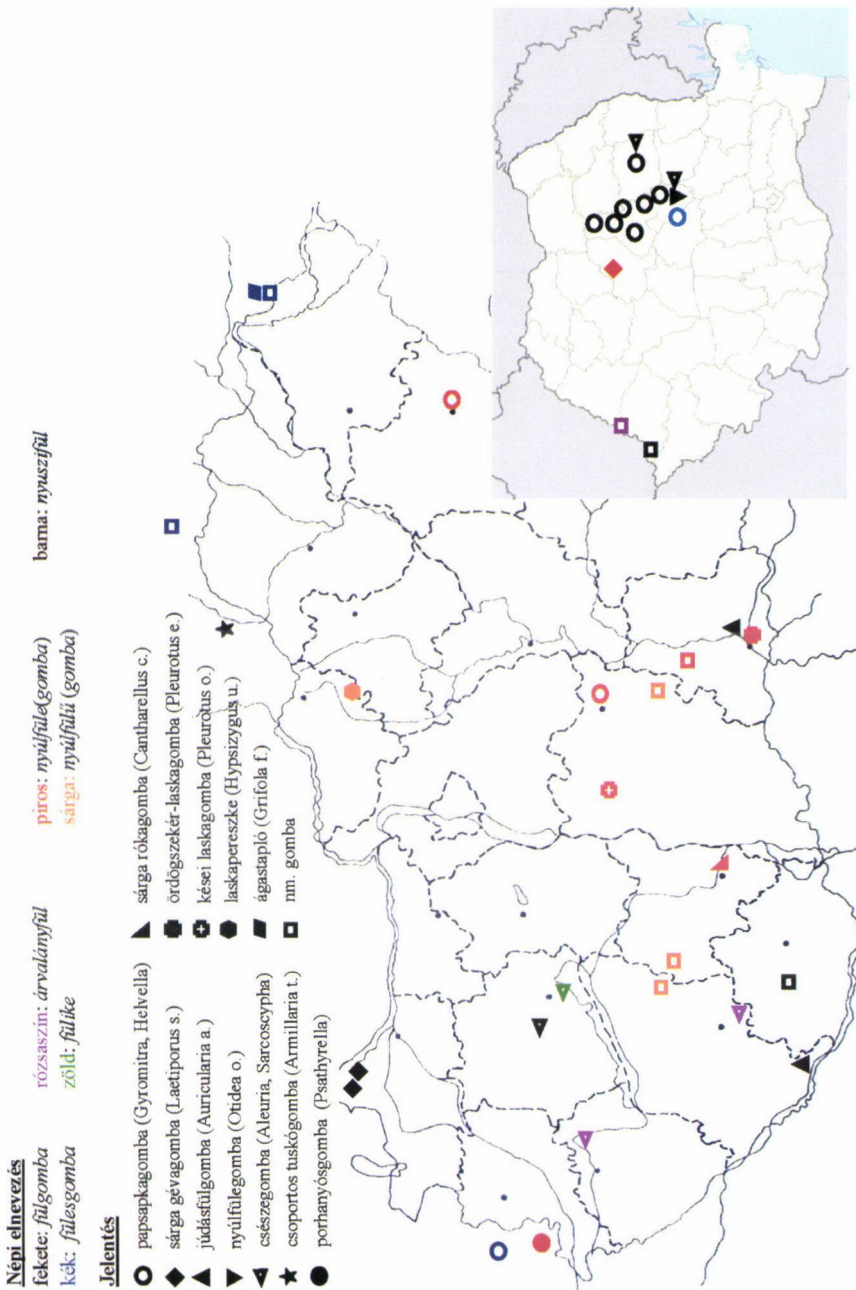 Népi elnevezés
fekete: fülgomba rózsaszín: árvalányfül piros: nyúlfüle(gomba) barna: nyuszifül
kék: fülesgomba zöld: fülike sárga: nyúlfülű (gomba)
Jelentés
papsapkagomba (Gyromitra, Helvella)
sárga gévagomba (Laetiporus s.)
júdásfülgomba (Auricularia a.)
nyúlfülegomba (Otidea o.)
csészegomba (Aleuria, Sarcoscypha)
csoportos tuskógomba (Armillaria t.)
porhanyósgomba (Psathyrella)
sárga rókagomba (Cantharellus c.)
ördögszekér-laskagomba (Pleurotus e.)
kései laskagomba (Pleurotus o.)
laskapereszke (Hypsizygus u.)
ágastapló (Grifola f.)
nm. gomba